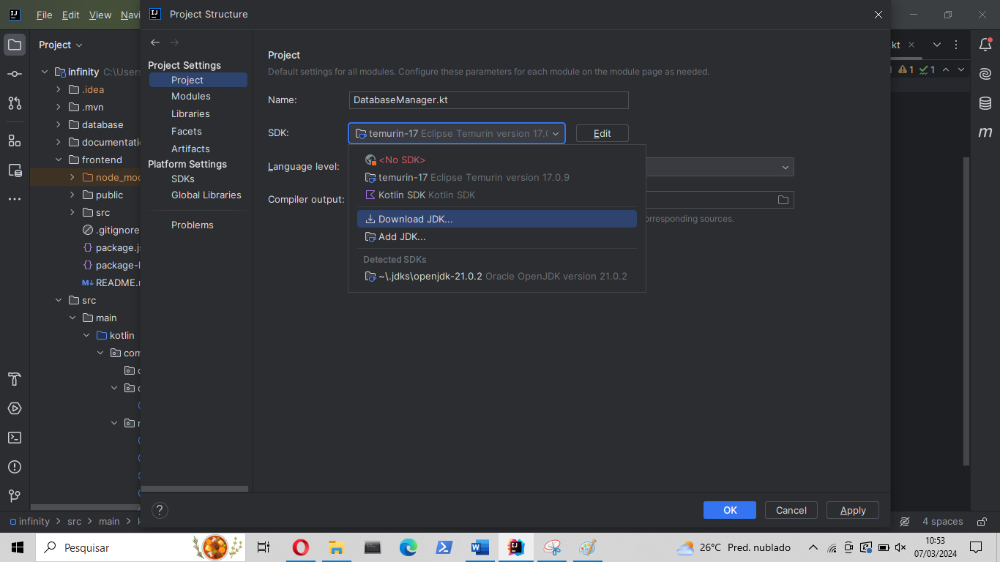 File Edit View Navi
Project Structure
Project
infinity C:\Users
.idea
.mvn
database
documentati
frontend
node_mod
public
src
.gitignore
package.js
package-l
README.m
src
main
kotlin
com
Project Settings
Project
Modules
Libraries
Facets
Artifacts
Platform Settings
SDKs
Global Libraries
Problems
Project
Default settings for all modules. Configure these parameters for each module on the module page as needed.
Name: DatabaseManager.kt
SDK: temurin-17 Eclipse Temurin version 17.0 Edit
<No SDK>
temurin-17 Eclipse Temurin version 17.0.9
Kotlin SDK Kotlin SDK
Download JDK...
Add JDK...
Detected SDKs
~\.jdks\openjdk-21.0.2 Oracle OpenJDK version 21.0.2
Language level:
Compiler output:
orresponding sources.
.kt
1 1
m
? OK Cancel Apply
infinity > src > main > k
4 spaces
Pesquisar
26°C Pred. nublado
10:53
07/03/2024